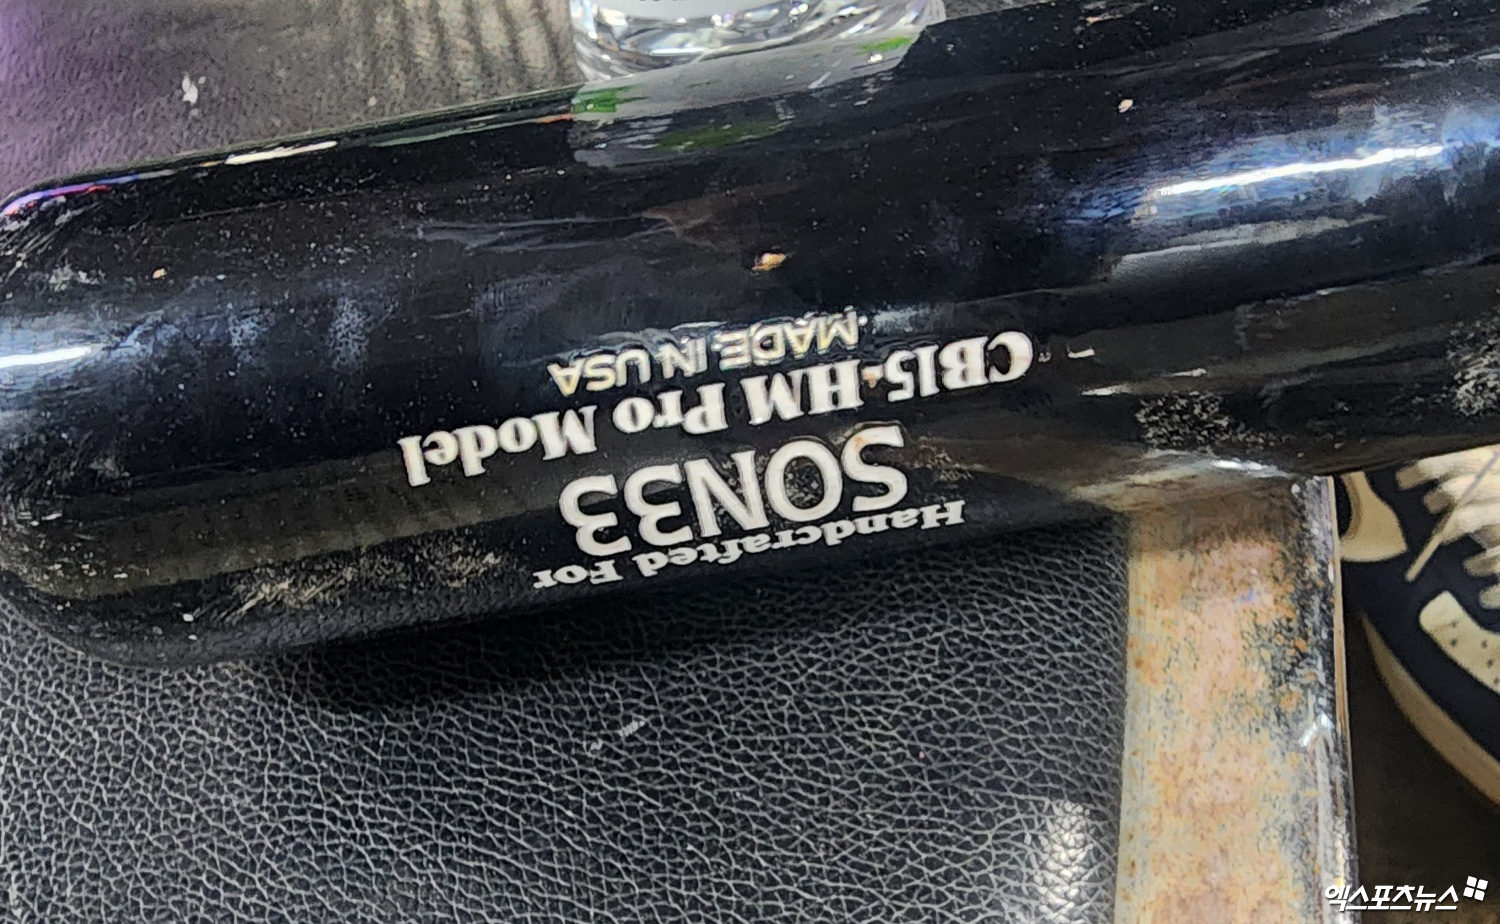 Handcrafted For
SON33
CB15-HM Pro Model
MADE IN USA
엑스포츠뉴스